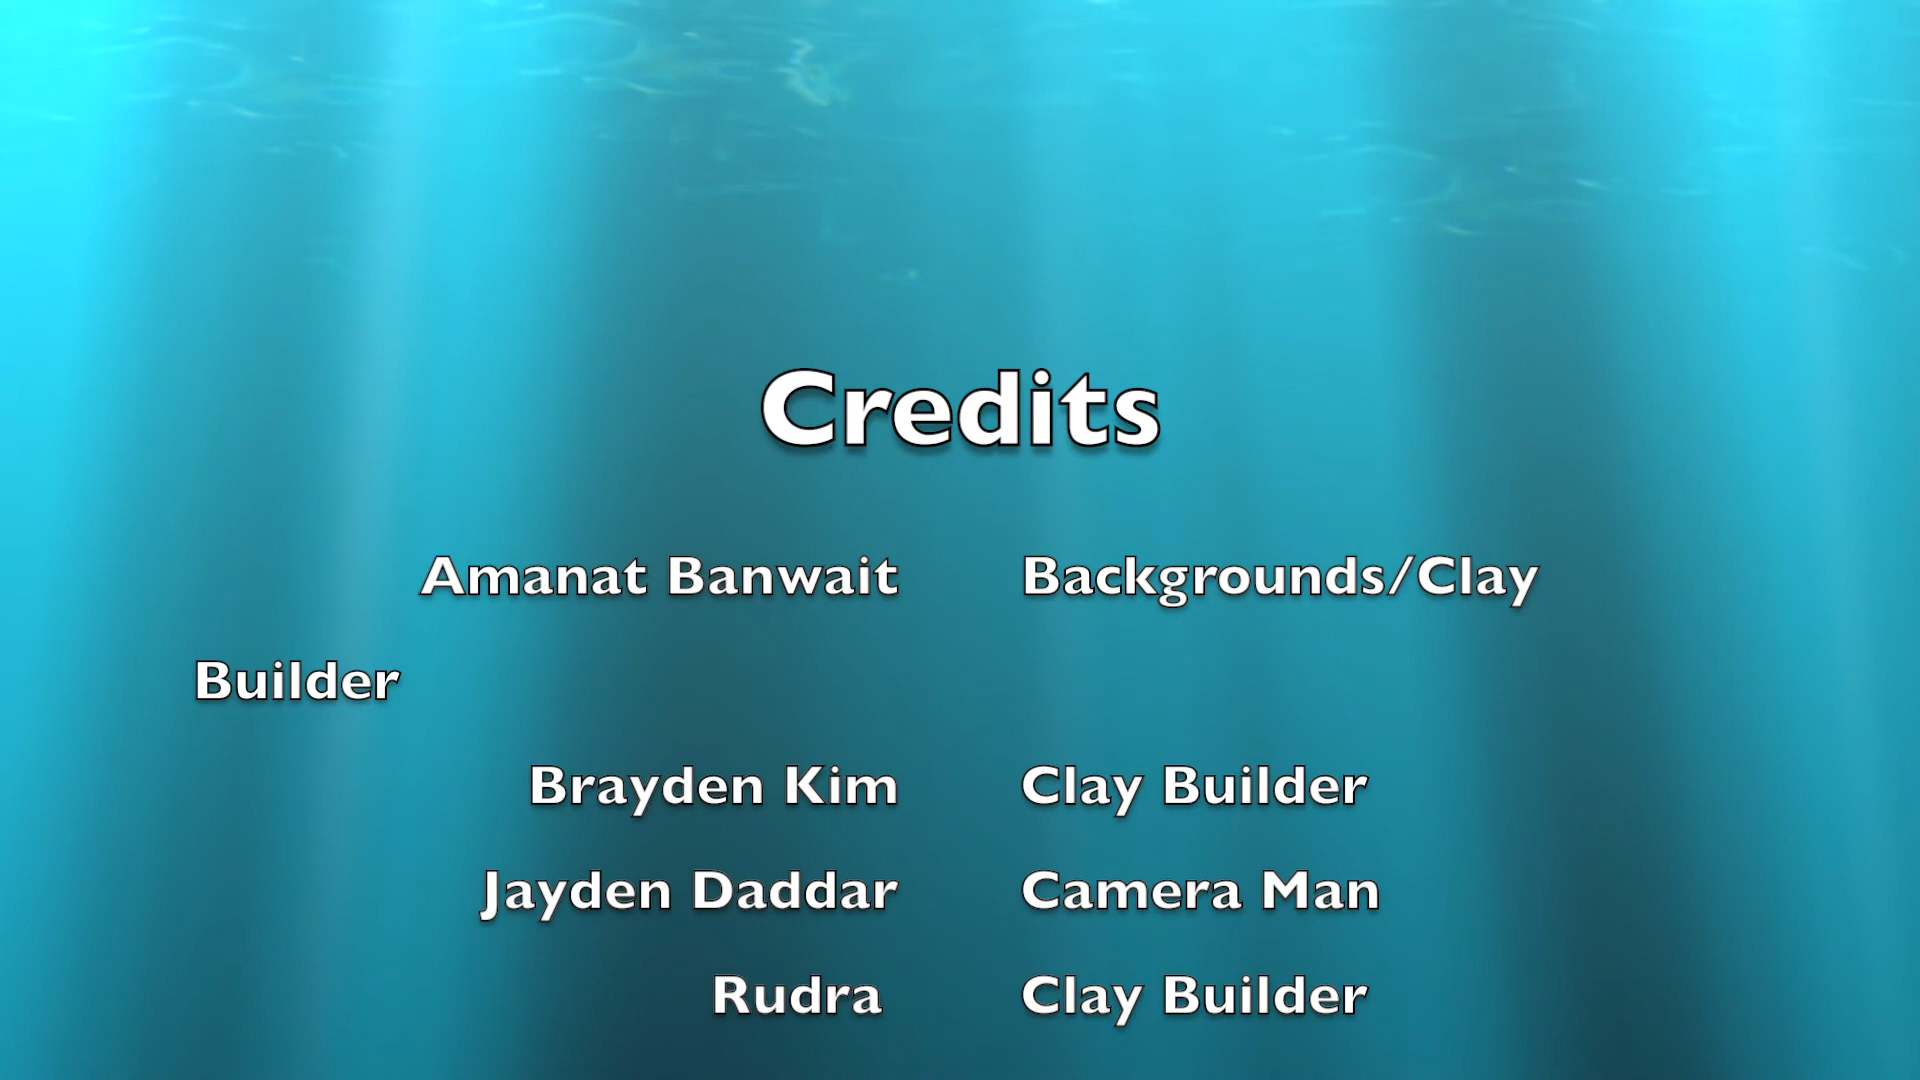 Credits
Amanat Banwait Backgrounds/Clay
Builder
Brayden Kim Clay Builder
Jayden Daddar Camera Man
Rudra Clay Builder